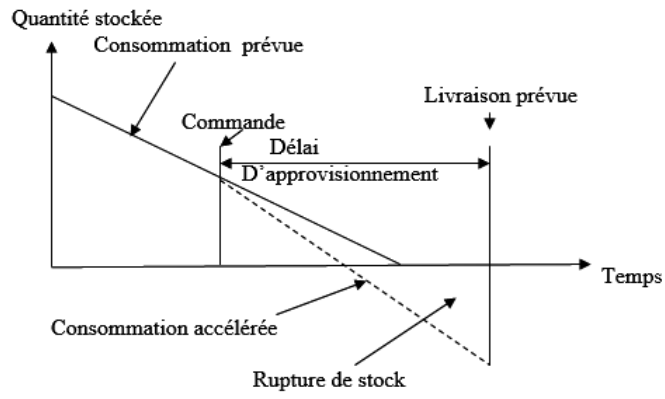 Quantité stockée
Consommation prévue
Livraison prévue
Commande
Délai
D'approvisionnement
Temps
Consommation accélérée
Rupture de stock